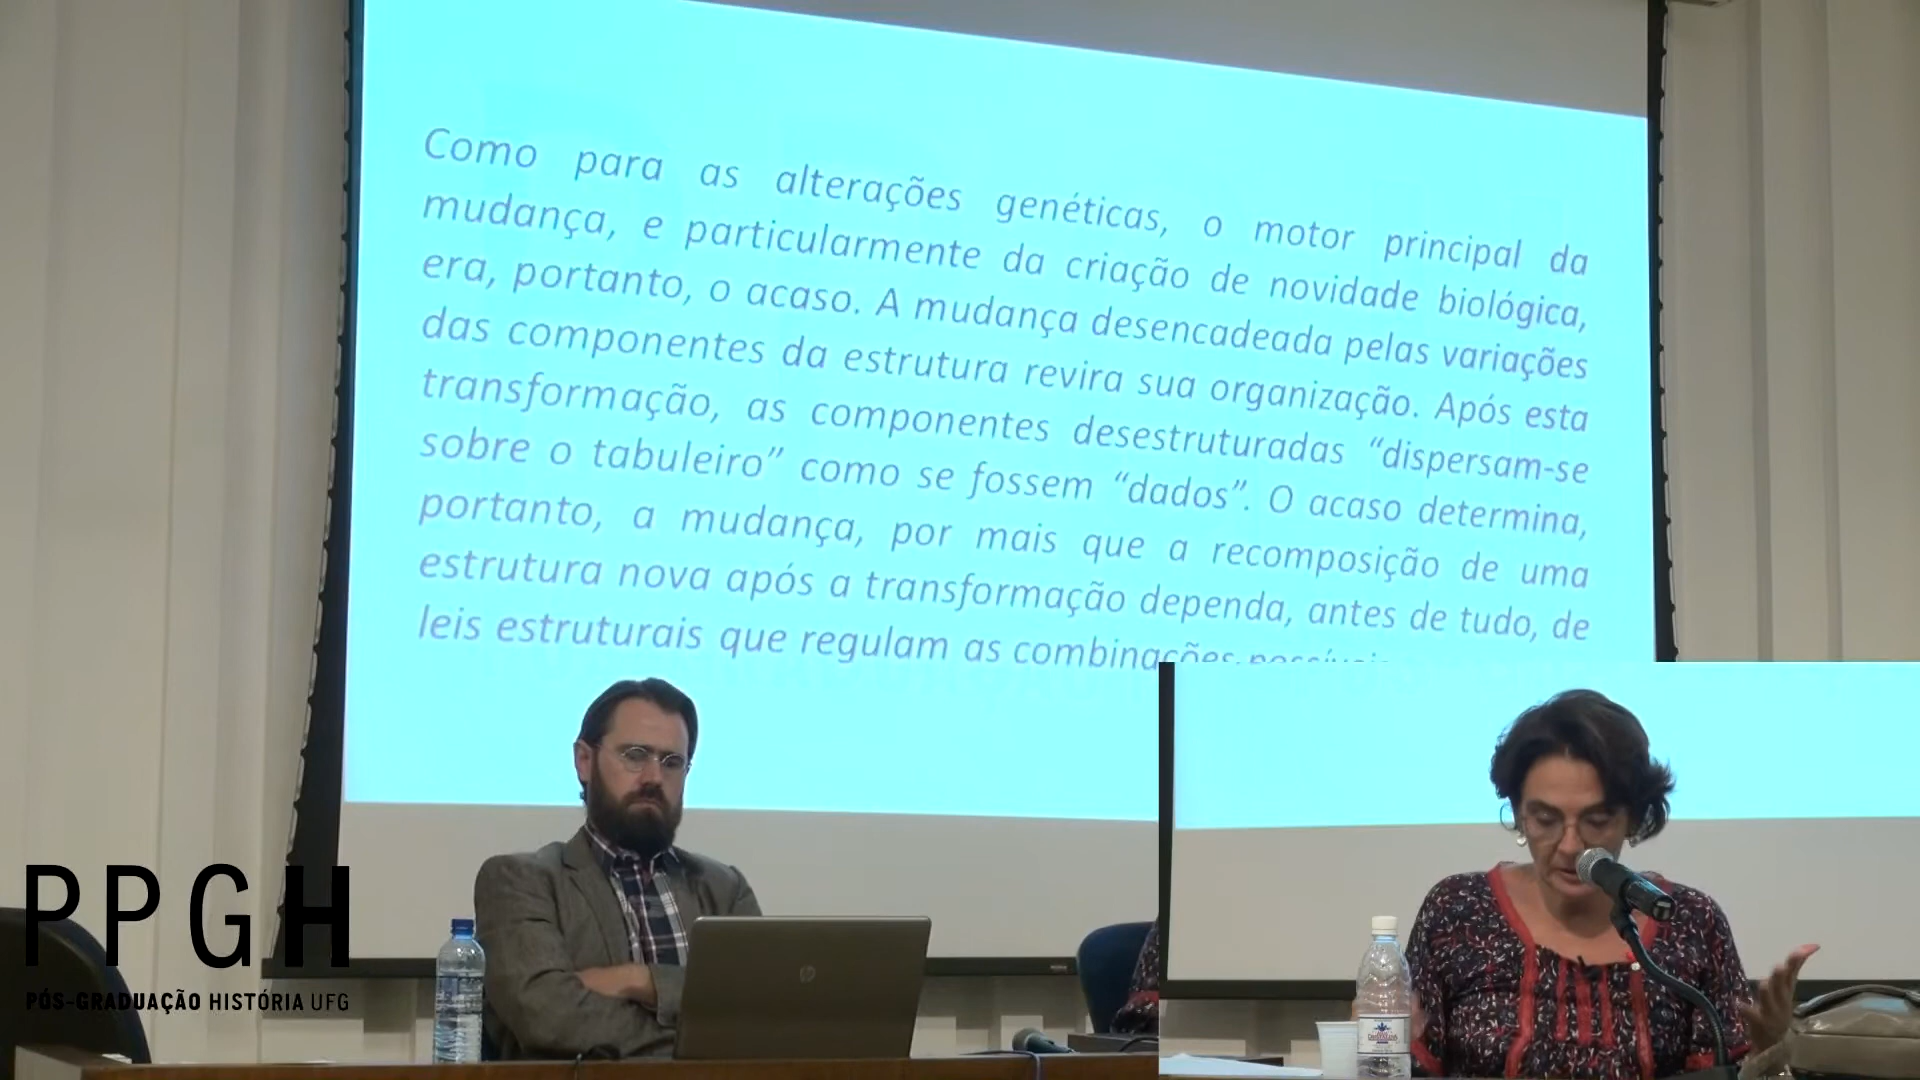 Como para as alterações genéticas, o motor principal da
mudança, e particularmente da criação de novidade biológica,
era, portanto, o acaso. A mudança desencadeada pelas variações
das componentes da estrutura revira sua organização. Após esta
transformação, as componentes desestruturadas “dispersam-se
sobre o tabuleiro” como se fossem “dados”. O acaso determina,
portanto, a mudança, por mais que a recomposição de uma
estrutura nova após a transformação dependa, antes de tudo, de
leis estruturais que regulam as combinações
PPGH
PÓS-GRADUAÇÃO HISTÓRIA UFG
hp